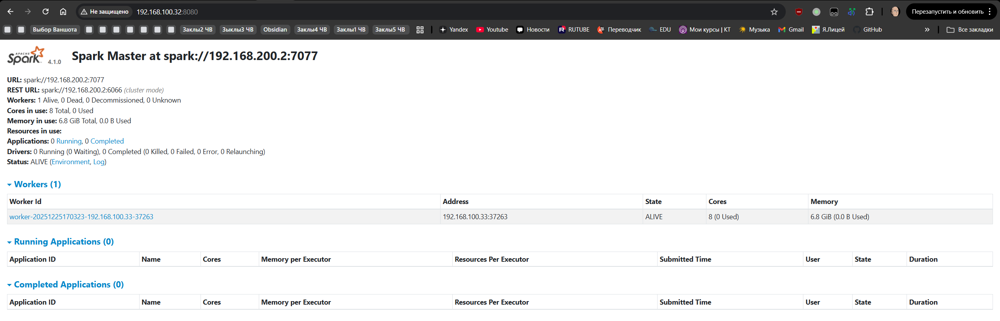 Не защищено 192.168.100.32:8080 Перезапустить и обновить
Выбор Ваншота Заклы2 ЧВ Зыклы3 ЧВ Obsidian Заклы4 ЧВ Заклы1 ЧВ Заклы5 ЧВ Yandex Youtube Новости RUTUBE Переводчик EDU Мои курсы | КТ Музыка Gmail Я.Лицей GitHub » Все закладки
APACHE Spark 4.1.0 Spark Master at spark://192.168.200.2:7077
URL: spark://192.168.200.2:7077
REST URL: spark://192.168.200.2:6066 (cluster mode)
Workers: 1 Alive, 0 Dead, 0 Decommissioned, 0 Unknown
Cores in use: 8 Total, 0 Used
Memory in use: 6.8 GiB Total, 0.0 B Used
Resources in use:
Applications: 0 Running, 0 Completed
Drivers: 0 Running (0 Waiting), 0 Completed (0 Killed, 0 Failed, 0 Error, 0 Relaunching)
Status: ALIVE (Environment, Log)
Workers (1)
Worker Id Address State Cores Memory
worker-20251225170323-192.168.100.33-37263 192.168.100.33:37263 ALIVE 8 (0 Used) 6.8 GiB (0.0 B Used)
Running Applications (0)
Application ID Name Cores Memory per Executor Resources Per Executor Submitted Time User State Duration
Completed Applications (0)
Application ID Name Cores Memory per Executor Resources Per Executor Submitted Time User State Duration